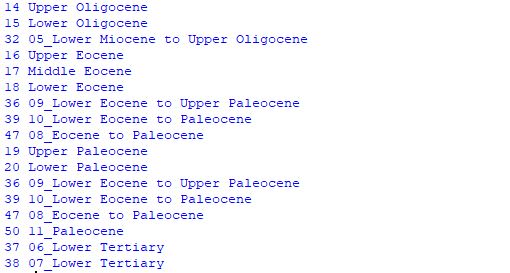 14 Upper Oligocene
15 Lower Oligocene
32 05_Lower Miocene to Upper Oligocene
16 Upper Eocene
17 Middle Eocene
18 Lower Eocene
36 09_Lower Eocene to Upper Paleocene
39 10_Lower Eocene to Paleocene
47 08_Eocene to Paleocene
19 Upper Paleocene
20 Lower Paleocene
36 09_Lower Eocene to Upper Paleocene
39 10_Lower Eocene to Paleocene
47 08_Eocene to Paleocene
50 11_Paleocene
37 06_Lower Tertiary
38 07_Lower Tertiary